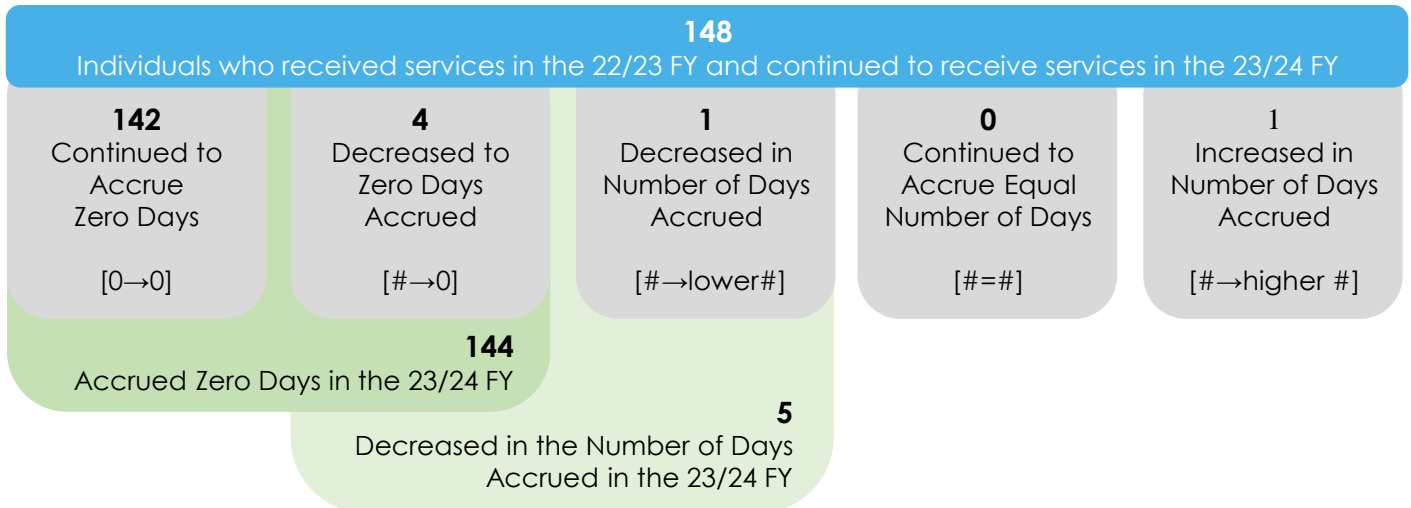 148
Individuals who received services in the 22/23 FY and continued to receive services in the 23/24 FY
142
Continued to
Accrue
Zero Days
[0→0]
4
Decreased to
Zero Days
Accrued
[#→0]
1
Decreased in
Number of Days
Accrued
[#→lower#]
0
Continued to
Accrue Equal
Number of Days
[#=#]
1
Increased in
Number of Days
Accrued
[#→higher #]
144
Accrued Zero Days in the 23/24 FY
5
Decreased in the Number of Days
Accrued in the 23/24 FY